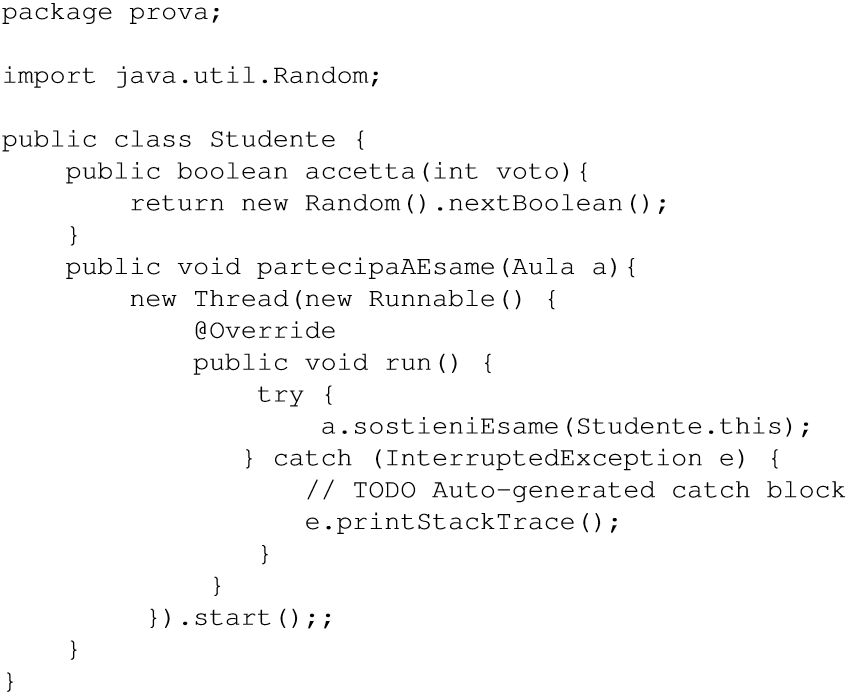 package prova;

import java.util.Random;

public class Studente {
    public boolean accetta(int voto){
        return new Random().nextBoolean();
    }
    public void partecipaAEsame(Aula a){
        new Thread(new Runnable() {
            @Override
            public void run() {
                try {
                    a.sostieniEsame(Studente.this);
               } catch (InterruptedException e) {
                   // TODO Auto-generated catch block
                   e.printStackTrace();
                }
             }
         }).start();;
    }
}